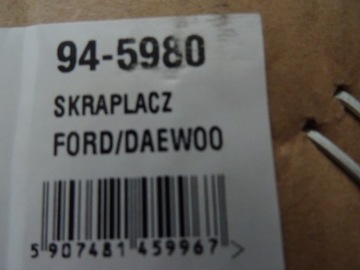 94-5980
SKRAPLACZ
FORD/DAEWOO
5 907481 459967 >